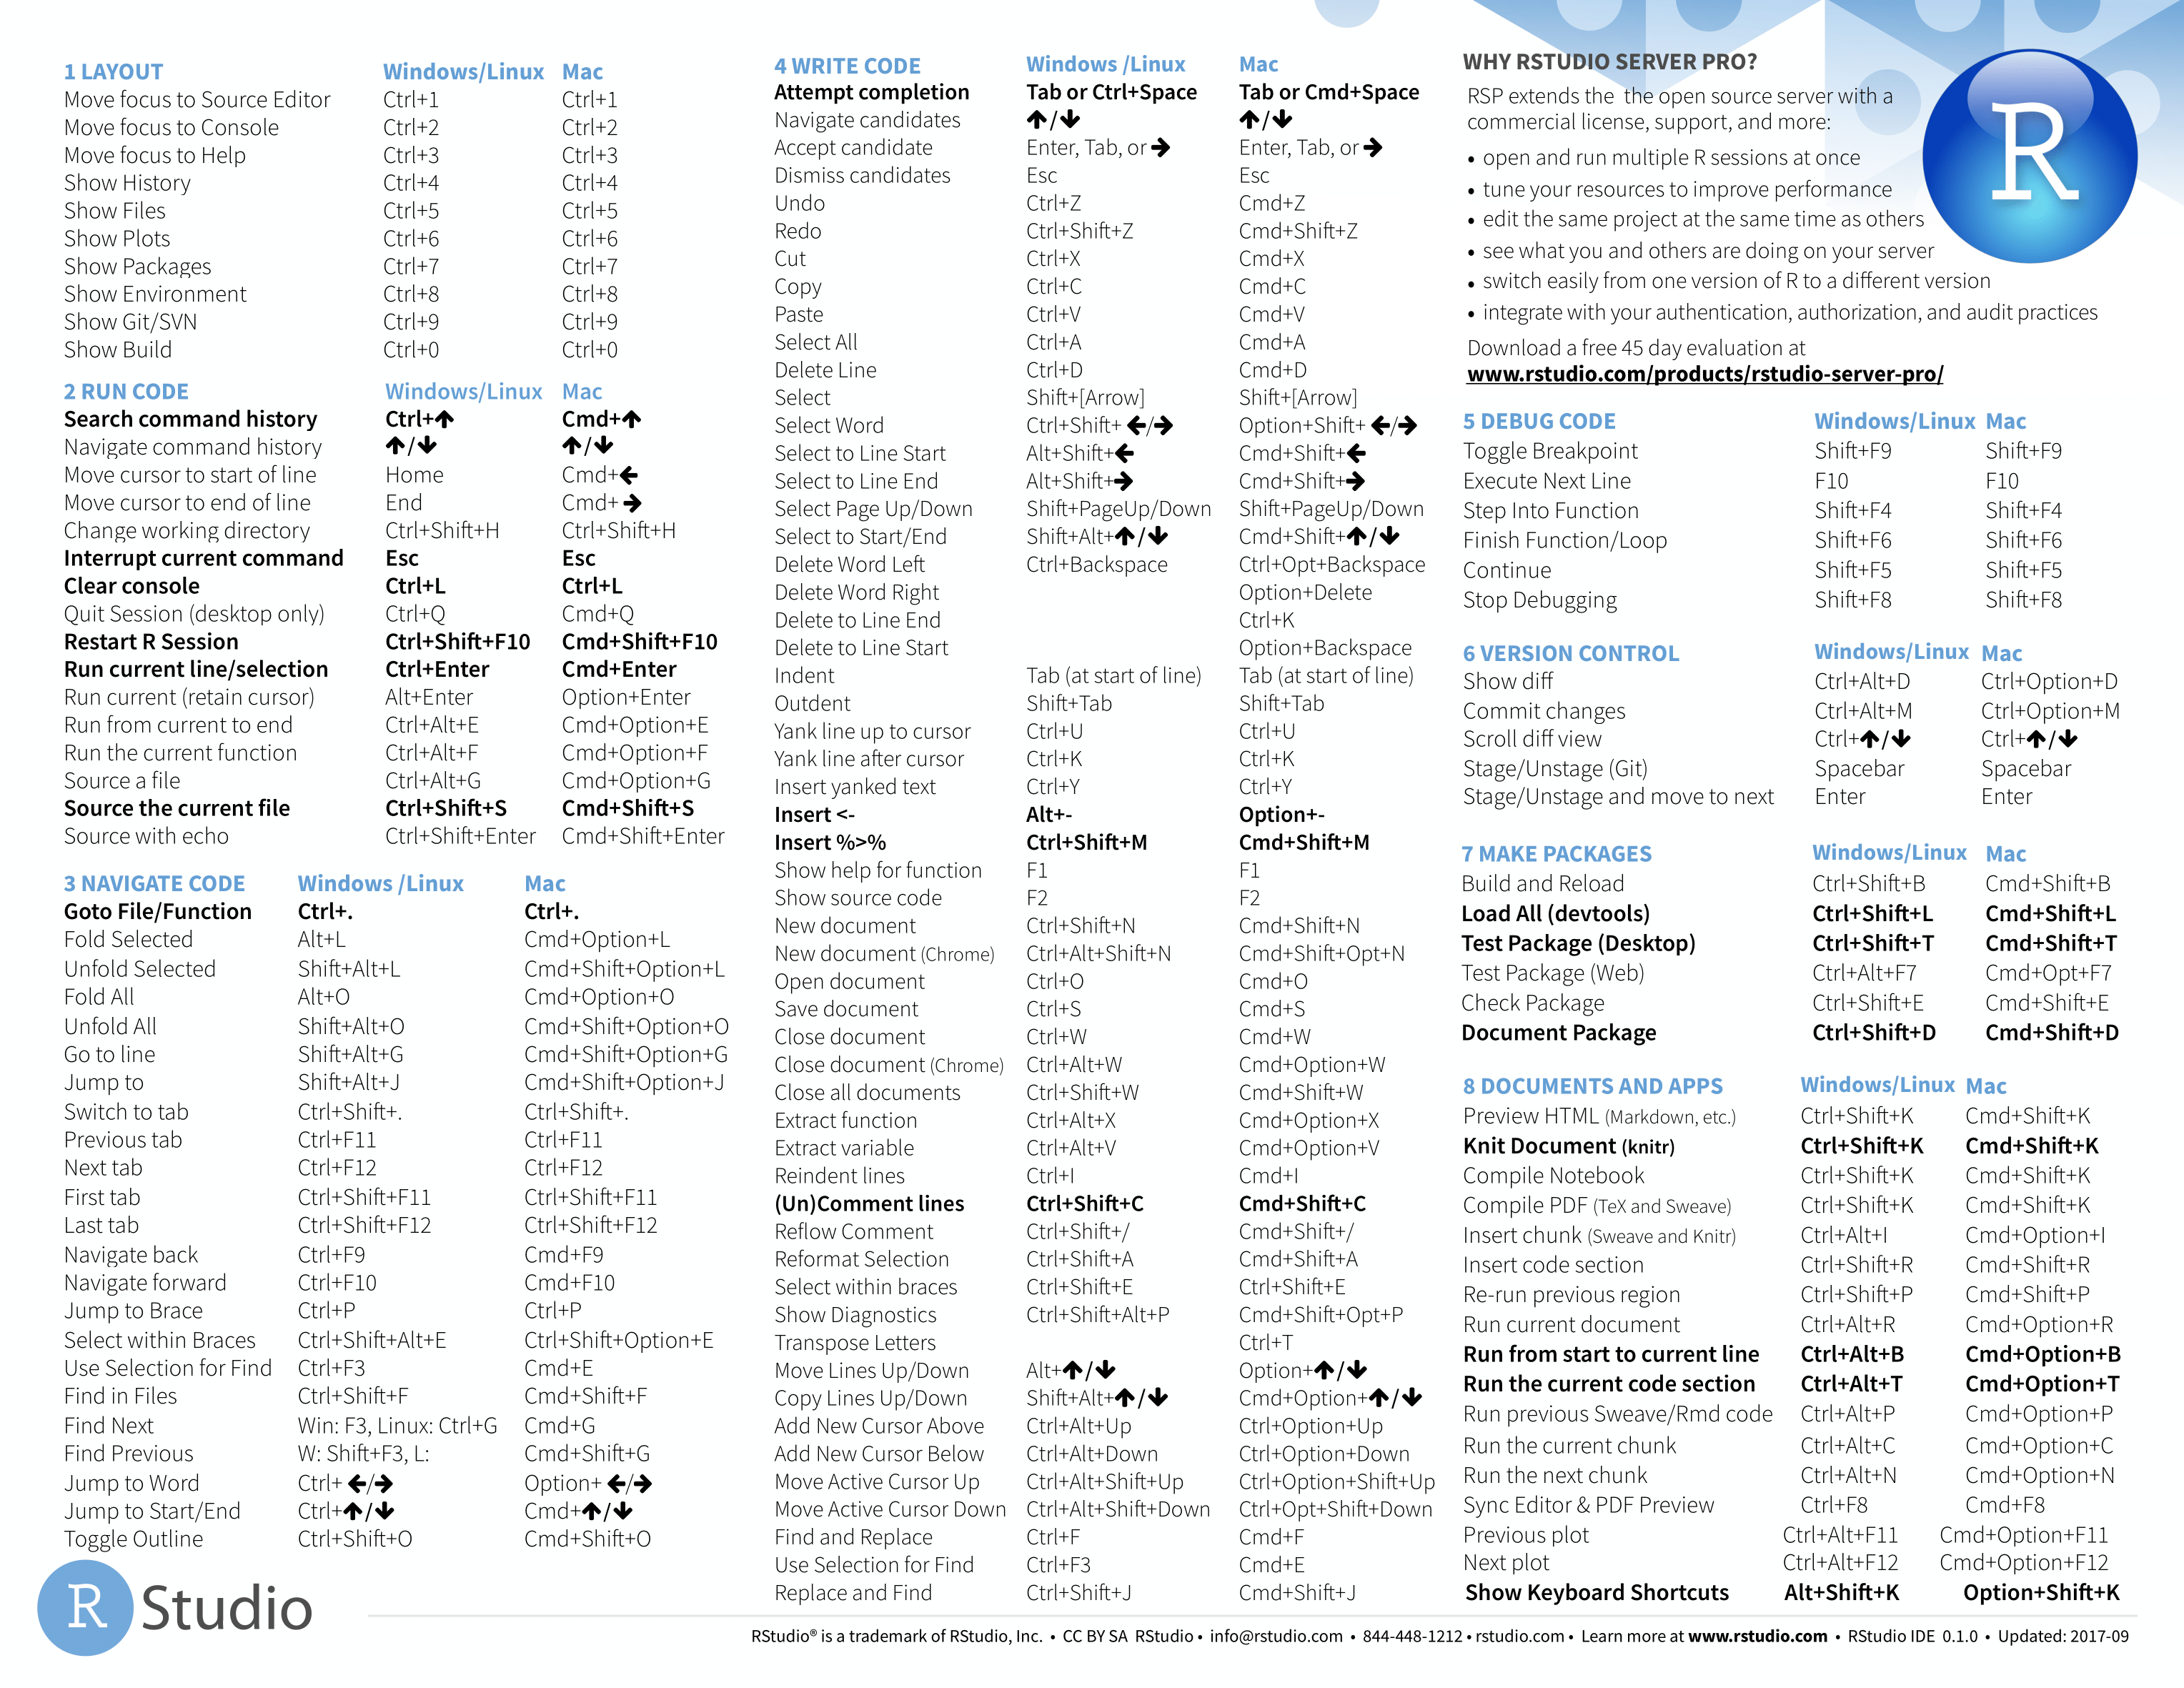 1 LAYOUT Windows/Linux Mac
Move focus to Source Editor Ctrl+1 Ctrl+1
Move focus to Console Ctrl+2 Ctrl+2
Move focus to Help Ctrl+3 Ctrl+3
Show History Ctrl+4 Ctrl+4
Show Files Ctrl+5 Ctrl+5
Show Plots Ctrl+6 Ctrl+6
Show Packages Ctrl+7 Ctrl+7
Show Environment Ctrl+8 Ctrl+8
Show Git/SVN Ctrl+9 Ctrl+9
Show Build Ctrl+0 Ctrl+0
2 RUN CODE Windows/Linux Mac
Search command history Ctrl+↑ Cmd+↑
Navigate command history ↑/↓ ↑/↓
Move cursor to start of line Home Cmd+←
Move cursor to end of line End Cmd+ →
Change working directory Ctrl+Shift+H Ctrl+Shift+H
Interrupt current command Esc Esc
Clear console Ctrl+L Ctrl+L
Quit Session (desktop only) Ctrl+Q Cmd+Q
Restart R Session Ctrl+Shift+F10 Cmd+Shift+F10
Run current line/selection Ctrl+Enter Cmd+Enter
Run current (retain cursor) Alt+Enter Option+Enter
Run from current to end Ctrl+Alt+E Cmd+Option+E
Run the current function Ctrl+Alt+F Cmd+Option+F
Source a file Ctrl+Alt+G Cmd+Option+G
Source the current file Ctrl+Shift+S Cmd+Shift+S
Source with echo Ctrl+Shift+Enter Cmd+Shift+Enter
3 NAVIGATE CODE Windows /Linux Mac
Goto File/Function Ctrl+. Ctrl+.
Fold Selected Alt+L Cmd+Option+L
Unfold Selected Shift+Alt+L Cmd+Shift+Option+L
Fold All Alt+O Cmd+Option+O
Unfold All Shift+Alt+O Cmd+Shift+Option+O
Go to line Shift+Alt+G Cmd+Shift+Option+G
Jump to Shift+Alt+J Cmd+Shift+Option+J
Switch to tab Ctrl+Shift+. Ctrl+Shift+.
Previous tab Ctrl+F11 Ctrl+F11
Next tab Ctrl+F12 Ctrl+F12
First tab Ctrl+Shift+F11 Ctrl+Shift+F11
Last tab Ctrl+Shift+F12 Ctrl+Shift+F12
Navigate back Ctrl+F9 Cmd+F9
Navigate forward Ctrl+F10 Cmd+F10
Jump to Brace Ctrl+P Ctrl+P
Select within Braces Ctrl+Shift+Alt+E Ctrl+Shift+Option+E
Use Selection for Find Ctrl+F3 Cmd+E
Find in Files Ctrl+Shift+F Cmd+Shift+F
Find Next Win: F3, Linux: Ctrl+G Cmd+G
Find Previous W: Shift+F3, L: Cmd+Shift+G
Jump to Word Ctrl+ ←/→ Option+ ←/→
Jump to Start/End Ctrl+↑/↓ Cmd+↑/↓
Toggle Outline Ctrl+Shift+O Cmd+Shift+O
4 WRITE CODE Windows /Linux Mac
Attempt completion Tab or Ctrl+Space Tab or Cmd+Space
Navigate candidates ↑/↓ ↑/↓
Accept candidate Enter, Tab, or → Enter, Tab, or →
Dismiss candidates Esc Esc
Undo Ctrl+Z Cmd+Z
Redo Ctrl+Shift+Z Cmd+Shift+Z
Cut Ctrl+X Cmd+X
Copy Ctrl+C Cmd+C
Paste Ctrl+V Cmd+V
Select All Ctrl+A Cmd+A
Delete Line Ctrl+D Cmd+D
Select Shift+[Arrow] Shift+[Arrow]
Select Word Ctrl+Shift+ ←/→ Option+Shift+ ←/→
Select to Line Start Alt+Shift+← Cmd+Shift+←
Select to Line End Alt+Shift+→ Cmd+Shift+→
Select Page Up/Down Shift+PageUp/Down Shift+PageUp/Down
Select to Start/End Shift+Alt+↑/↓ Cmd+Shift+↑/↓
Delete Word Left Ctrl+Backspace Ctrl+Opt+Backspace
Delete Word Right Option+Delete
Delete to Line End Ctrl+K
Delete to Line Start Option+Backspace
Indent Tab (at start of line) Tab (at start of line)
Outdent Shift+Tab Shift+Tab
Yank line up to cursor Ctrl+U Ctrl+U
Yank line after cursor Ctrl+K Ctrl+K
Insert yanked text Ctrl+Y Ctrl+Y
Insert <- Alt+- Option+-
Insert %>% Ctrl+Shift+M Cmd+Shift+M
Show help for function F1 F1
Show source code F2 F2
New document Ctrl+Shift+N Cmd+Shift+N
New document (Chrome) Ctrl+Alt+Shift+N Cmd+Shift+Opt+N
Open document Ctrl+O Cmd+O
Save document Ctrl+S Cmd+S
Close document Ctrl+W Cmd+W
Close document (Chrome) Ctrl+Alt+W Cmd+Option+W
Close all documents Ctrl+Shift+W Cmd+Shift+W
Extract function Ctrl+Alt+X Cmd+Option+X
Extract variable Ctrl+Alt+V Cmd+Option+V
Reindent lines Ctrl+I Cmd+I
(Un)Comment lines Ctrl+Shift+C Cmd+Shift+C
Reflow Comment Ctrl+Shift+/ Cmd+Shift+/
Reformat Selection Ctrl+Shift+A Cmd+Shift+A
Select within braces Ctrl+Shift+E Ctrl+Shift+E
Show Diagnostics Ctrl+Shift+Alt+P Cmd+Shift+Opt+P
Transpose Letters Ctrl+T
Move Lines Up/Down Alt+↑/↓ Option+↑/↓
Copy Lines Up/Down Shift+Alt+↑/↓ Cmd+Option+↑/↓
Add New Cursor Above Ctrl+Alt+Up Ctrl+Option+Up
Add New Cursor Below Ctrl+Alt+Down Ctrl+Option+Down
Move Active Cursor Up Ctrl+Alt+Shift+Up Ctrl+Option+Shift+Up
Move Active Cursor Down Ctrl+Alt+Shift+Down Ctrl+Opt+Shift+Down
Find and Replace Ctrl+F Cmd+F
Use Selection for Find Ctrl+F3 Cmd+E
Replace and Find Ctrl+Shift+J Cmd+Shift+J
WHY RSTUDIO SERVER PRO?
RSP extends the  the open source server with a
commercial license, support, and more:
• open and run multiple R sessions at once
• tune your resources to improve performance
• edit the same project at the same time as others
• see what you and others are doing on your server
• switch easily from one version of R to a different version
• integrate with your authentication, authorization, and audit practices
Download a free 45 day evaluation at
www.rstudio.com/products/rstudio-server-pro/
R
5 DEBUG CODE Windows/Linux Mac
Toggle Breakpoint Shift+F9 Shift+F9
Execute Next Line F10 F10
Step Into Function Shift+F4 Shift+F4
Finish Function/Loop Shift+F6 Shift+F6
Continue Shift+F5 Shift+F5
Stop Debugging Shift+F8 Shift+F8
6 VERSION CONTROL Windows/Linux Mac
Show diff Ctrl+Alt+D Ctrl+Option+D
Commit changes Ctrl+Alt+M Ctrl+Option+M
Scroll diff view Ctrl+↑/↓ Ctrl+↑/↓
Stage/Unstage (Git) Spacebar Spacebar
Stage/Unstage and move to next Enter Enter
7 MAKE PACKAGES Windows/Linux Mac
Build and Reload Ctrl+Shift+B Cmd+Shift+B
Load All (devtools) Ctrl+Shift+L Cmd+Shift+L
Test Package (Desktop) Ctrl+Shift+T Cmd+Shift+T
Test Package (Web) Ctrl+Alt+F7 Cmd+Opt+F7
Check Package Ctrl+Shift+E Cmd+Shift+E
Document Package Ctrl+Shift+D Cmd+Shift+D
8 DOCUMENTS AND APPS Windows/Linux Mac
Preview HTML (Markdown, etc.) Ctrl+Shift+K Cmd+Shift+K
Knit Document (knitr) Ctrl+Shift+K Cmd+Shift+K
Compile Notebook Ctrl+Shift+K Cmd+Shift+K
Compile PDF (TeX and Sweave) Ctrl+Shift+K Cmd+Shift+K
Insert chunk (Sweave and Knitr) Ctrl+Alt+I Cmd+Option+I
Insert code section Ctrl+Shift+R Cmd+Shift+R
Re-run previous region Ctrl+Shift+P Cmd+Shift+P
Run current document Ctrl+Alt+R Cmd+Option+R
Run from start to current line Ctrl+Alt+B Cmd+Option+B
Run the current code section Ctrl+Alt+T Cmd+Option+T
Run previous Sweave/Rmd code Ctrl+Alt+P Cmd+Option+P
Run the current chunk Ctrl+Alt+C Cmd+Option+C
Run the next chunk Ctrl+Alt+N Cmd+Option+N
Sync Editor & PDF Preview Ctrl+F8 Cmd+F8
Previous plot Ctrl+Alt+F11 Cmd+Option+F11
Next plot Ctrl+Alt+F12 Cmd+Option+F12
Show Keyboard Shortcuts Alt+Shift+K Option+Shift+K
R Studio
RStudio® is a trademark of RStudio, Inc. • CC BY SA RStudio • info@rstudio.com • 844-448-1212 • rstudio.com • Learn more at www.rstudio.com • RStudio IDE 0.1.0 • Updated: 2017-09